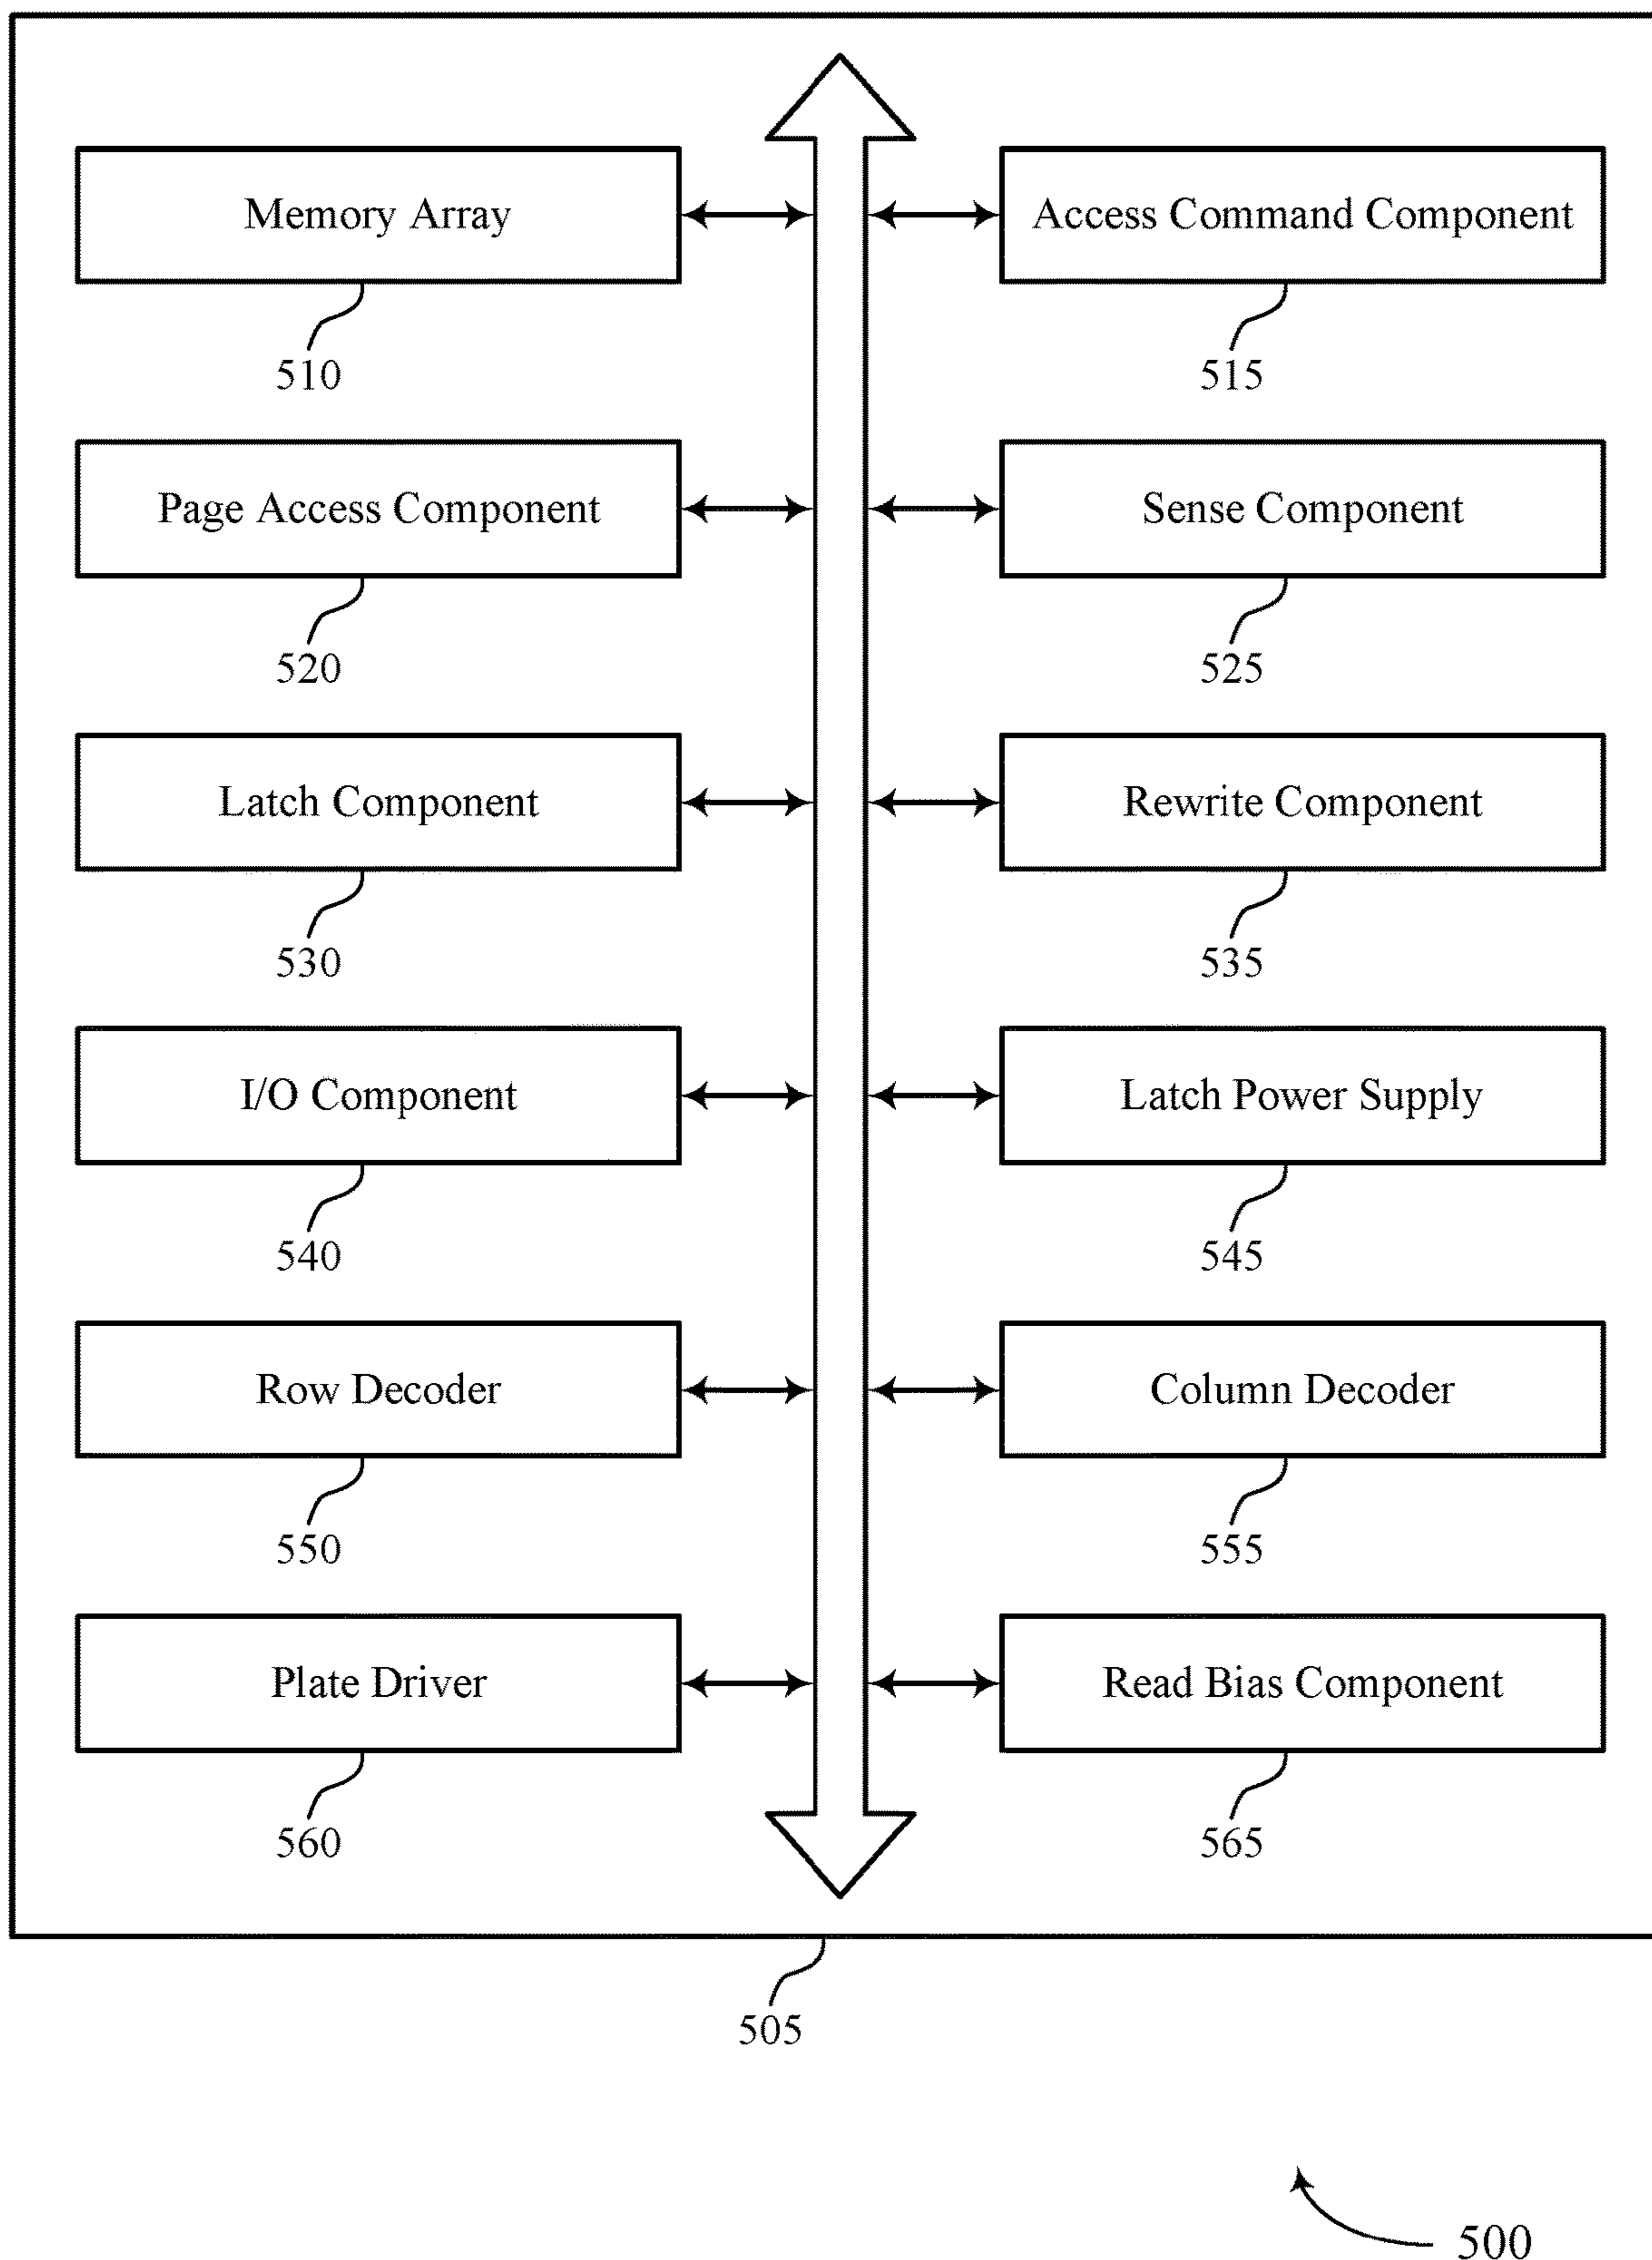 Memory Array
Access Command Component
510
515
Page Access Component
Sense Component
520
525
Latch Component
Rewrite Component
530
535
I/O Component
Latch Power Supply
540
545
Row Decoder
Column Decoder
550
555
Plate Driver
Read Bias Component
560
565
505
500